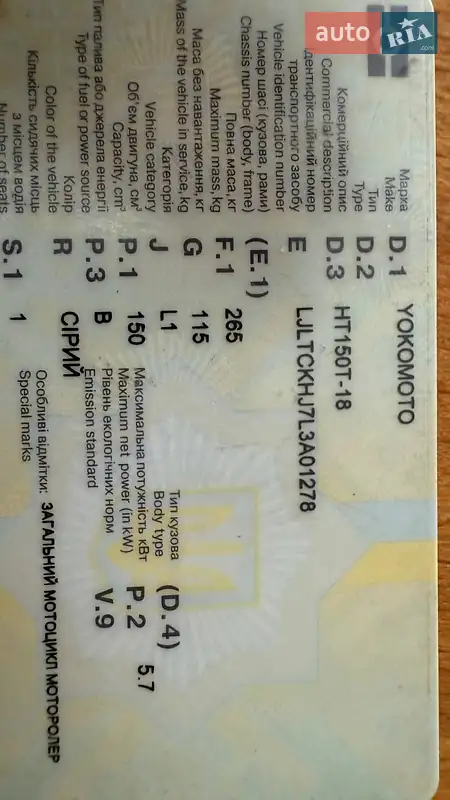 auto RIA.com
Марка
Make
D.1 YOKOMOTO
Тип
Type
D.2
Комерційний опис
Commercial description
D.3 HT150T-18
дентифікаційний номер
транспортного засобу
Vehicle identification number
E LJLTCKHJ7L3A01278
Номер шасі (кузова, рами)
Chassis number (body, frame)
(E.1)
Повна маса,кг
Maximum mass, kg
F.1 265
Маса без навантаження, кг
Mass of the vehicle in service,kg
G 115
Категорія
Vehicle category
J L1
Тип кузова
Body type
(D.4)
Об'єм двигуна, см³
Capacity, cm³
P.1 150
Максимальна потужність кВт
Maximum net power (in kW)
P.2 5.7
Тип палива або джерела енергії
Type of fuel or power source
P.3 B
Рівень екологічних норм
Emission standard
V.9
Колір
Color of the vehicle
R СІРИЙ
Кількість сидячих місць
з місцем водія
Number of seats
S.1 1
Особливі відмітки: ЗАГАЛЬНИЙ МОТОЦИКЛ МОТОРОЛЕР
Special marks